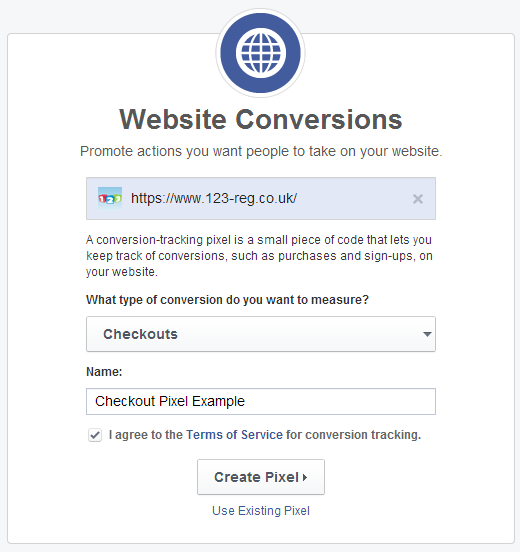 Website Conversions
Promote actions you want people to take on your website.
123 https://www.123-reg.co.uk/ ×
A conversion-tracking pixel is a small piece of code that lets you
keep track of conversions, such as purchases and sign-ups, on
your website.
What type of conversion do you want to measure?
Checkouts
Name:
Checkout Pixel Example
I agree to the Terms of Service for conversion tracking.
Create Pixel
Use Existing Pixel